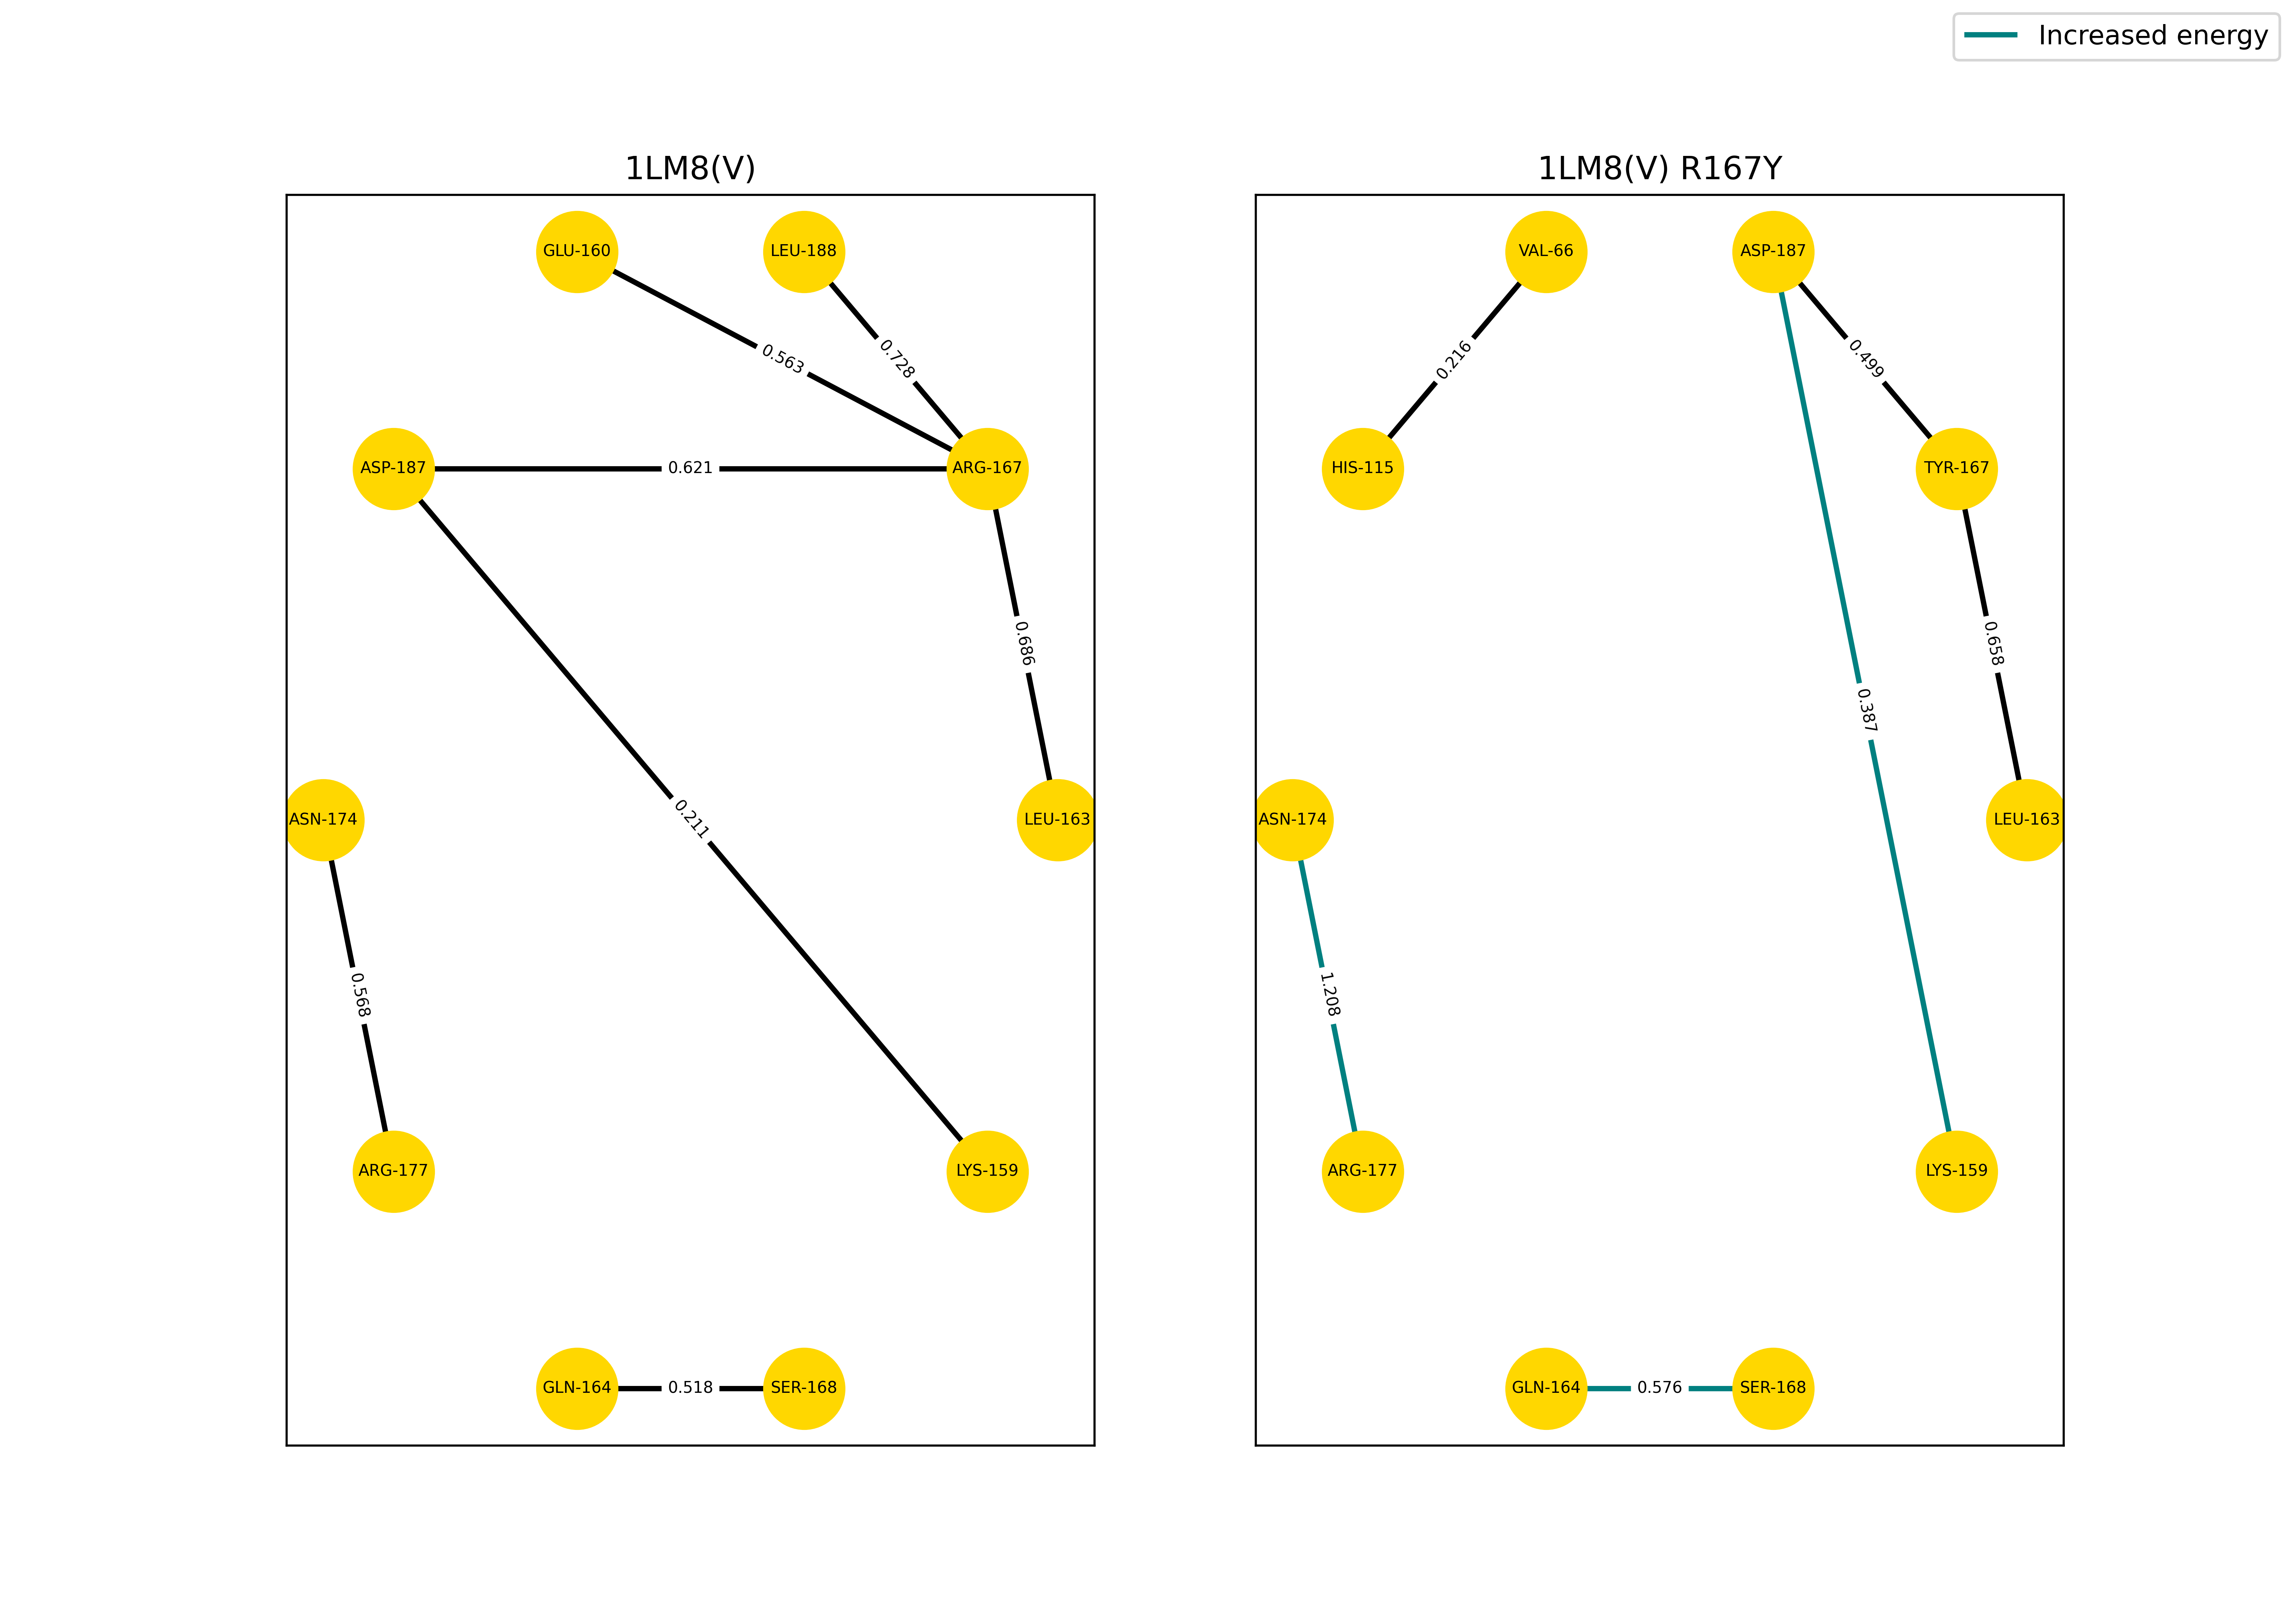 Increased energy
1LM8(V)
GLU-160
LEU-188
0.563
0.728
ASP-187
0.621
ARG-167
0.686
0.211
ASN-174
LEU-163
0.568
ARG-177
LYS-159
GLN-164
0.518
SER-168
1LM8(V) R167Y
VAL-66
ASP-187
0.216
0.499
HIS-115
TYR-167
0.658
0.387
ASN-174
LEU-163
1.208
ARG-177
LYS-159
GLN-164
0.576
SER-168